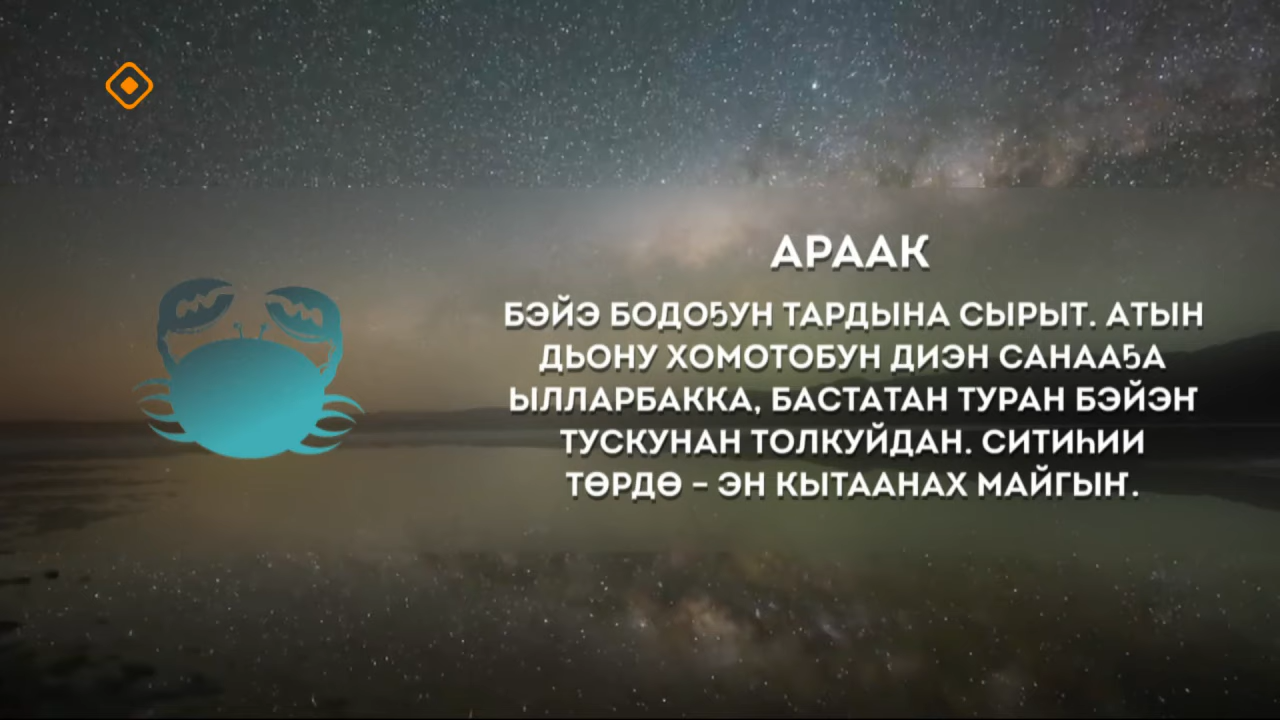 АРААК
БЭЙЭ БОДОҔУН ТАРДЫНА СЫРЫТ. АТЫН
ДЬОНУ ХОМОТОБУН ДИЭН САНААҔА
ЫЛЛАРБАККА, БАСТАТАН ТУРАН БЭЙЭҤ
ТУСКУНАН ТОЛКУЙДАН. СИТИҺИИ
ТӨРДӨ – ЭН КЫТААНАХ МАЙГЫҤ.